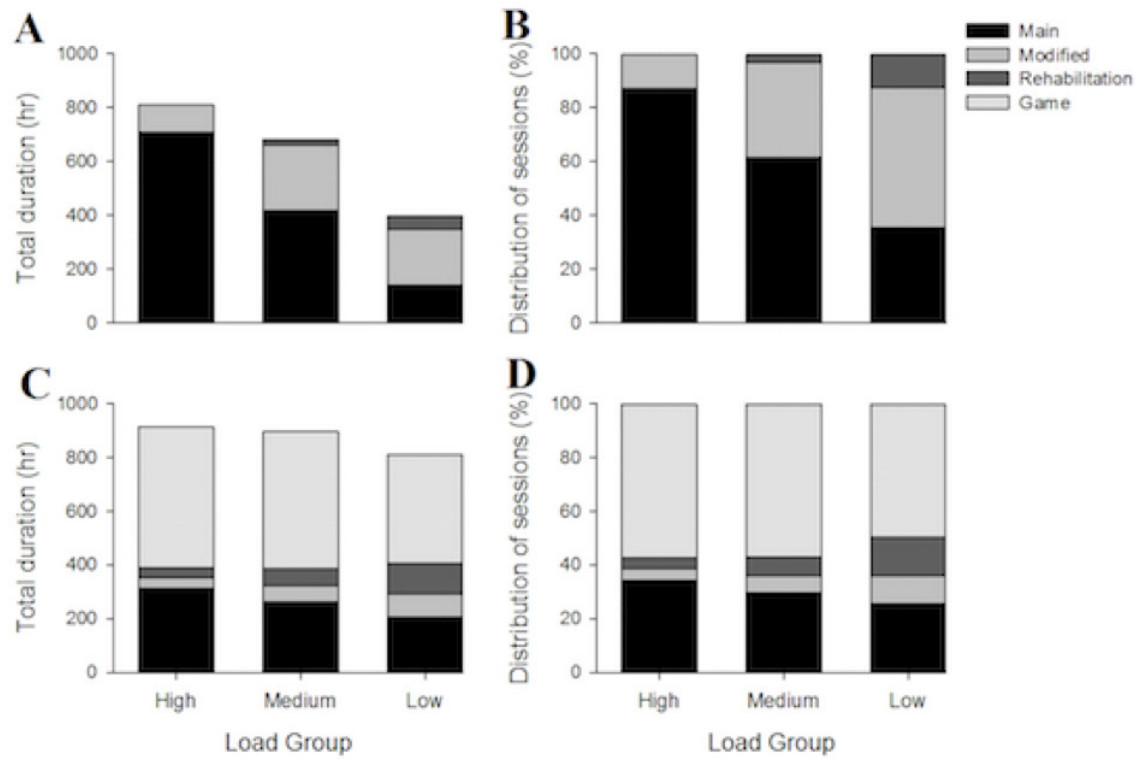 A
B
Total duration (hr)
1000
800
600
400
200
0
Distribution of sessions (%)
100
80
60
40
20
0
Main
Modified
Rehabilitation
Game
C
D
Total duration (hr)
1000
800
600
400
200
0
High
Medium
Low
Load Group
Distribution of sessions (%)
100
80
60
40
20
0
High
Medium
Low
Load Group